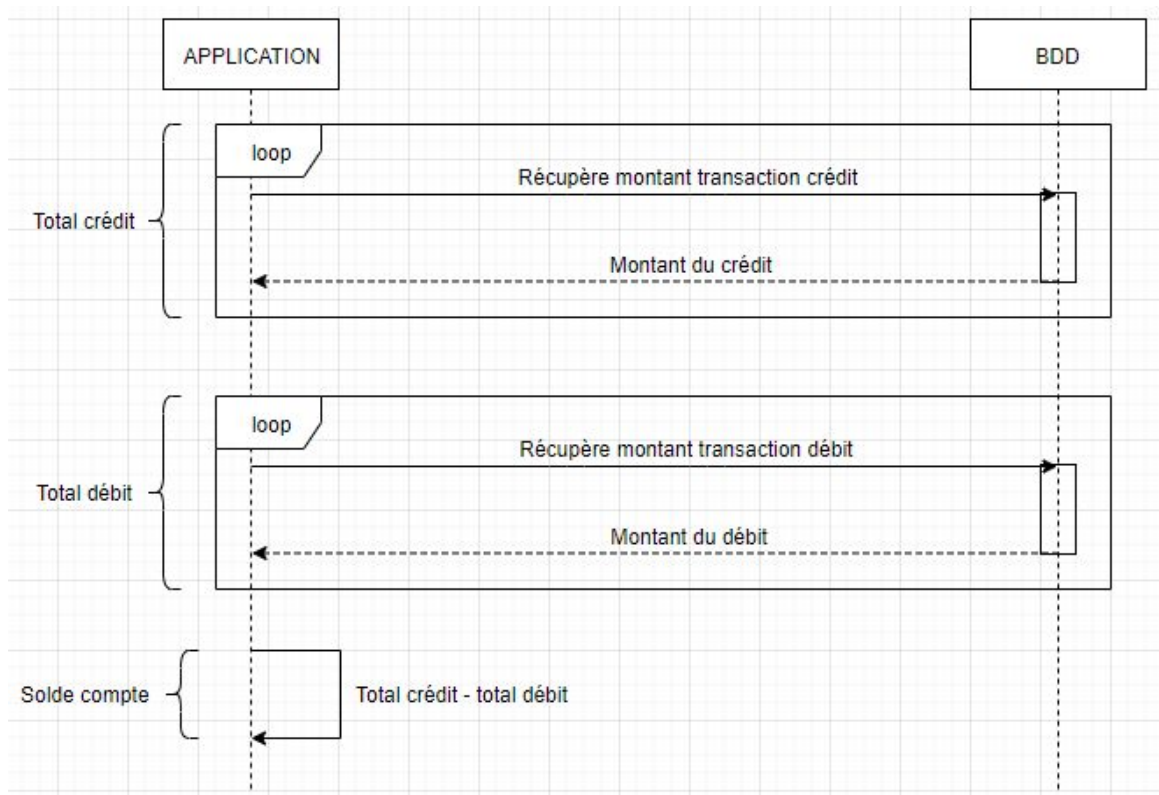 APPLICATION
BDD
loop
Récupère montant transaction crédit
Total crédit
Montant du crédit
loop
Récupère montant transaction débit
Total débit
Montant du débit
Solde compte
Total crédit - total débit